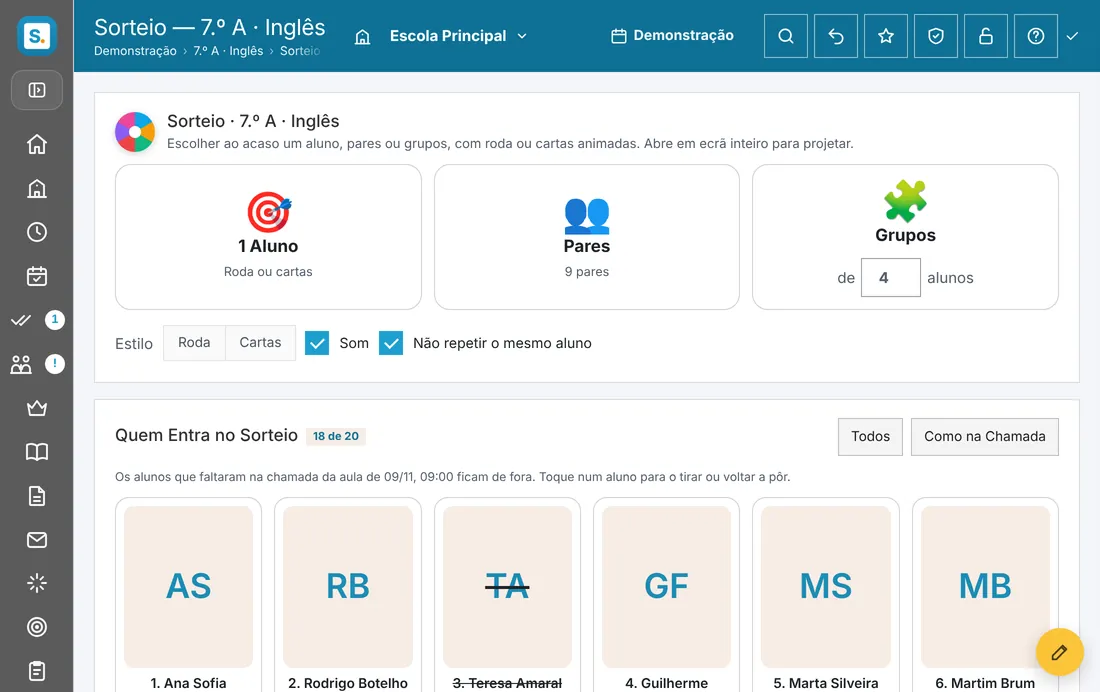 S.
Sorteio — 7.º A · Inglês
Demonstração › 7.º A · Inglês › Sorteio
Escola Principal
Demonstração
1
!
Sorteio · 7.º A · Inglês
Escolher ao acaso um aluno, pares ou grupos, com roda ou cartas animadas. Abre em ecrã inteiro para projetar.
1 Aluno
Roda ou cartas
Pares
9 pares
Grupos
de 4 alunos
Estilo Roda Cartas Som Não repetir o mesmo aluno
Quem Entra no Sorteio 18 de 20
Todos Como na Chamada
Os alunos que faltaram na chamada da aula de 09/11, 09:00 ficam de fora. Toque num aluno para o tirar ou voltar a pôr.
AS RB TA GF MS MB
1. Ana Sofia 2. Rodrigo Botelho 3. Teresa Amaral 4. Guilherme 5. Marta Silveira 6. Martim Brum